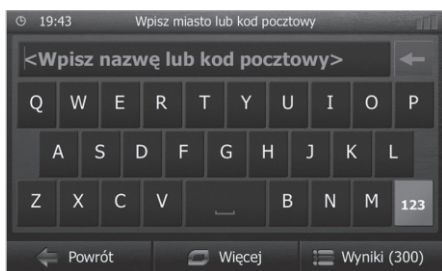 19:43 Wpisz miasto lub kod pocztowy
<Wpisz nazwę lub kod pocztowy>
Q W E R T Y U I O P
A S D F G H J K L
Z X C V B N M 123
Powrót Więcej Wyniki (300)